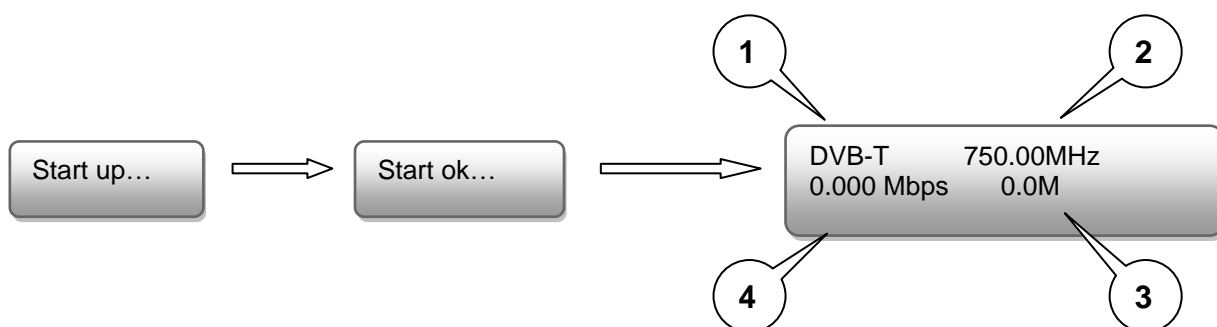 1
2
Start up…
Start ok…
DVB-T 750.00MHz
0.000 Mbps 0.0M
4
3